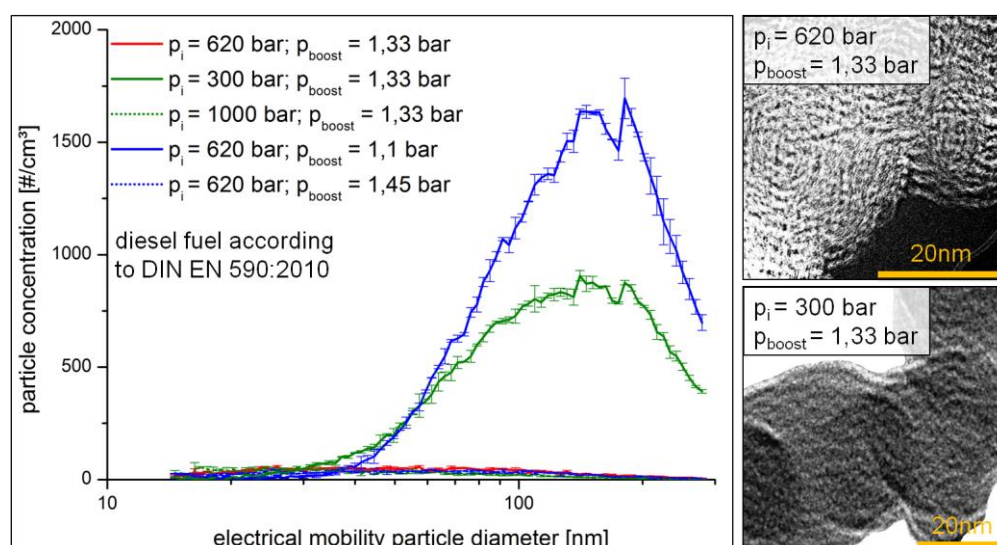 2000
1500
1000
500
0
particle concentration [#/cm³]
p_i = 620 bar; p_boost = 1,33 bar
p_i = 300 bar; p_boost = 1,33 bar
p_i = 1000 bar; p_boost = 1,33 bar
p_i = 620 bar; p_boost = 1,1 bar
p_i = 620 bar; p_boost = 1,45 bar
diesel fuel according
to DIN EN 590:2010
10
100
electrical mobility particle diameter [nm]
p_i = 620 bar
p_boost = 1,33 bar
20nm
p_i = 300 bar
p_boost = 1,33 bar
20nm